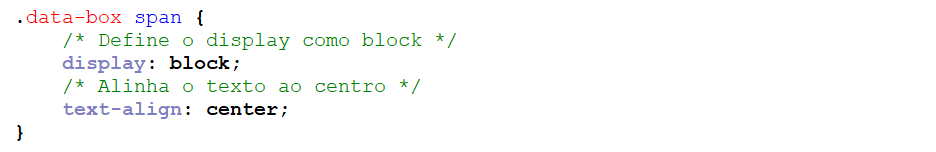 .data-box span {
    /* Define o display como block */
    display: block;
    /* Alinha o texto ao centro */
    text-align: center;
}